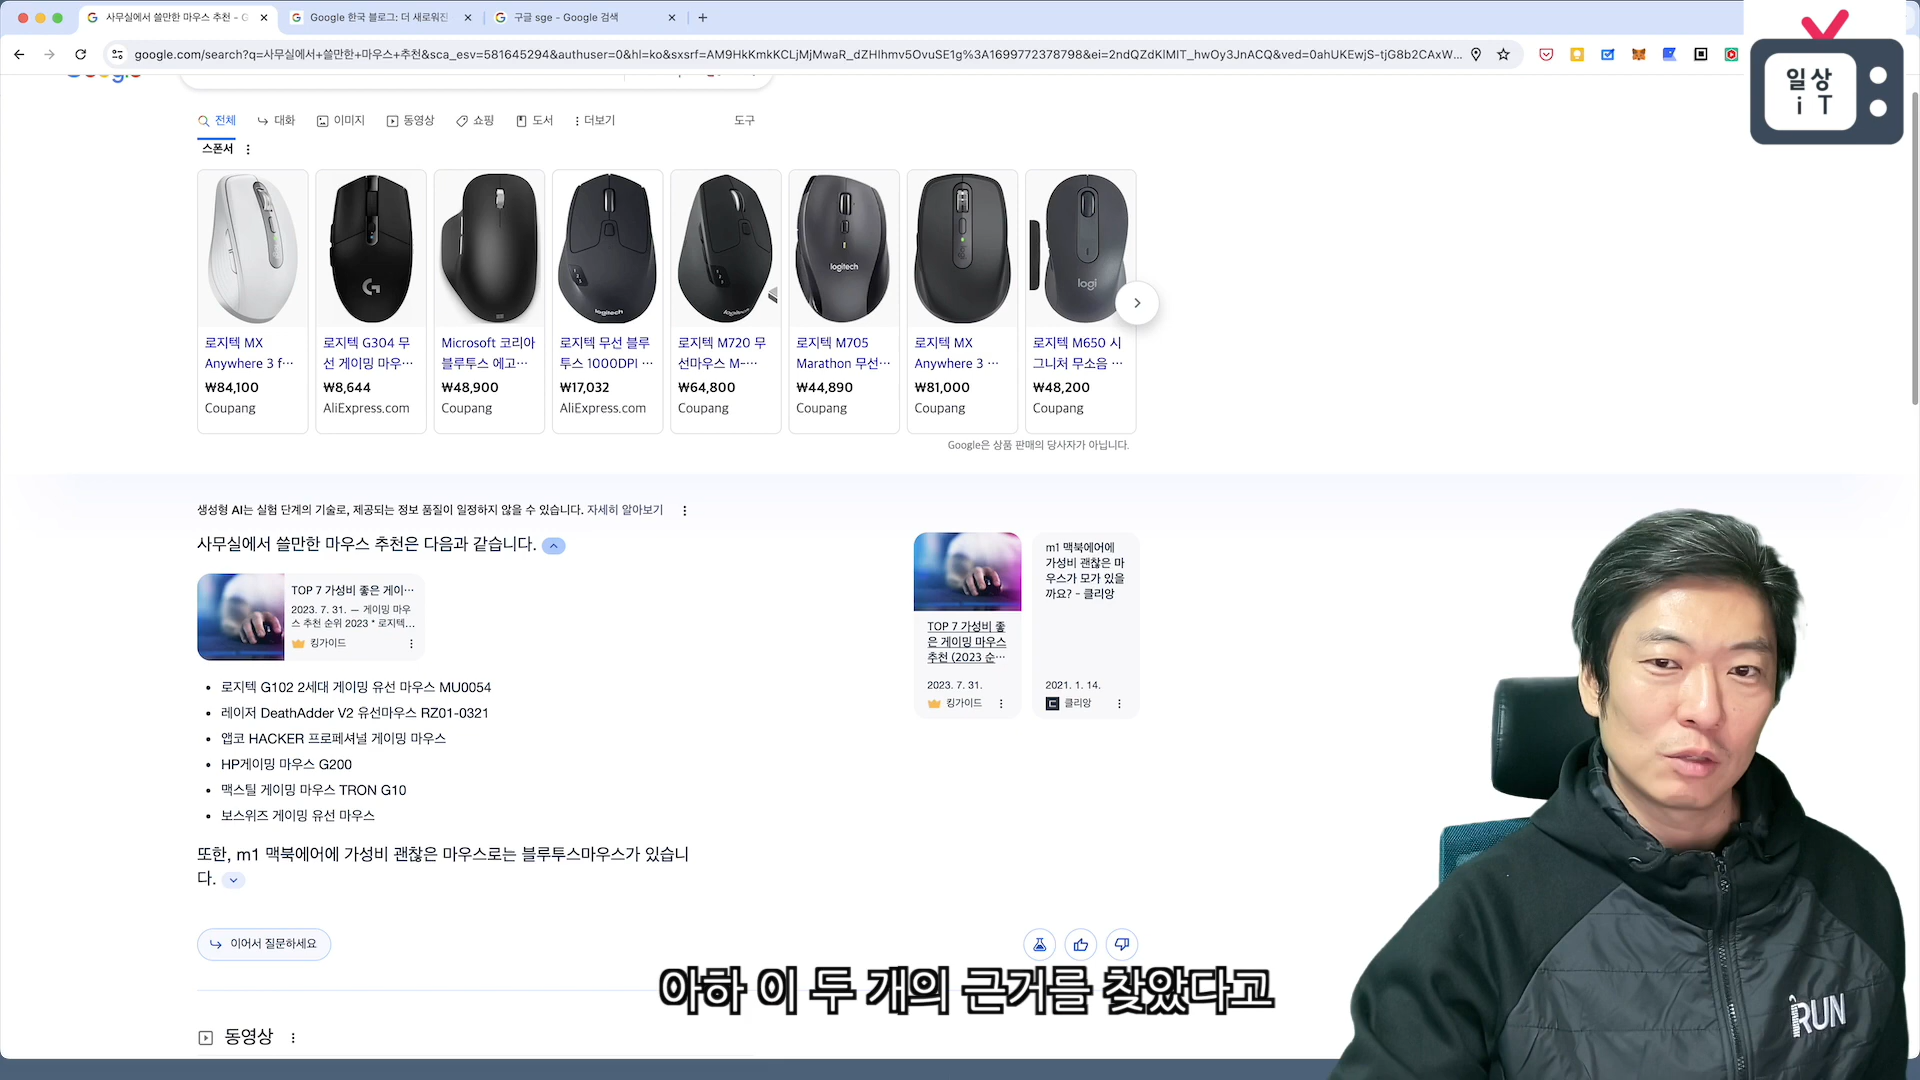 사무실에서 쓸만한 마우스 추천 - G
Google 한국 블로그: 더 새로워진
구글 sge - Google 검색
google.com/search?q=사무실에서+쓸만한+마우스+추천&sca_esv=581645294&authuser=0&hl=ko&sxsrf=AM9HkKmkKCLjMjMwaR_dZHIhmv5OvuSE1g%3A1699772378798&ei=2ndQZdKlMIT_hwOy3JnACQ&ved=0ahUKEwjS-tjG8b2CAxW...
일상
iT
전체
대화
이미지
동영상
쇼핑
도서
더보기
도구
스폰서
logitech
logitech
logitech
logi
로지텍 MX
Anywhere 3 f…
₩84,100
Coupang
로지텍 G304 무
선 게이밍 마우…
₩8,644
AliExpress.com
Microsoft 코리아
블루투스 에고…
₩48,900
Coupang
로지텍 무선 블루
투스 1000DPI …
₩17,032
AliExpress.com
로지텍 M720 무
선마우스 M-…
₩64,800
Coupang
로지텍 M705
Marathon 무선…
₩44,890
Coupang
로지텍 MX
Anywhere 3 …
₩81,000
Coupang
로지텍 M650 시
그니처 무소음 …
₩48,200
Coupang
Google은 상품 판매의 당사자가 아닙니다.
생성형 AI는 실험 단계의 기술로, 제공되는 정보 품질이 일정하지 않을 수 있습니다. 자세히 알아보기
사무실에서 쓸만한 마우스 추천은 다음과 같습니다.
TOP 7 가성비 좋은 게이…
2023. 7. 31. — 게이밍 마우
스 추천 순위 2023 * 로지텍...
킹가이드
로지텍 G102 2세대 게이밍 유선 마우스 MU0054
레이저 DeathAdder V2 유선마우스 RZ01-0321
앱코 HACKER 프로페셔널 게이밍 마우스
HP게이밍 마우스 G200
맥스틸 게이밍 마우스 TRON G10
보스위즈 게이밍 유선 마우스
또한, m1 맥북에어에 가성비 괜찮은 마우스로는 블루투스마우스가 있습니
다.
TOP 7 가성비 좋
은 게이밍 마우스
추천 (2023 순…
2023. 7. 31.
킹가이드
m1 맥북에어에
가성비 괜찮은 마
우스가 모가 있을
까요? - 클리앙
2021. 1. 14.
클리앙
이어서 질문하세요
아하 이 두 개의 근거를 찾았다고
동영상
RUN